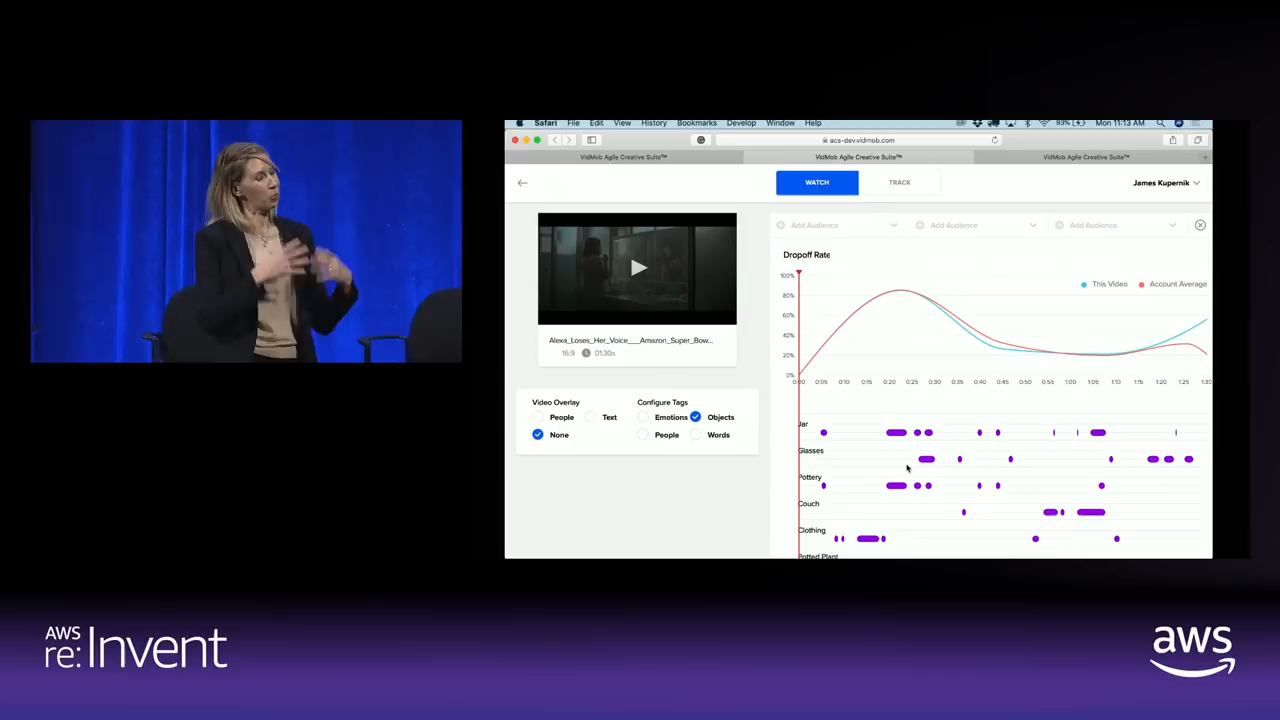 Safari File Edit View History Bookmarks Develop Window Help 93% Mon 11:13 AM
acs-dev.vidmob.com
VidMob Agile Creative Suite™ VidMob Agile Creative Suite™ VidMob Agile Creative Suite™
WATCH TRACK James Kupernik
Add Audience Add Audience Add Audience
Dropoff Rate
This Video Account Average
100%
80%
60%
40%
20%
0%
0:00 0:05 0:10 0:15 0:20 0:25 0:30 0:35 0:40 0:45 0:50 0:55 1:00 1:05 1:10 1:15 1:20 1:25 1:30
Alexa_Loses_Her_Voice___Amazon_Super_Bow...
16:9 01:30s
Video Overlay Configure Tags
People Text Emotions Objects
None People Words
Jar
Glasses
Pottery
Couch
Clothing
Potted Plant
AWS
re:Invent
aws